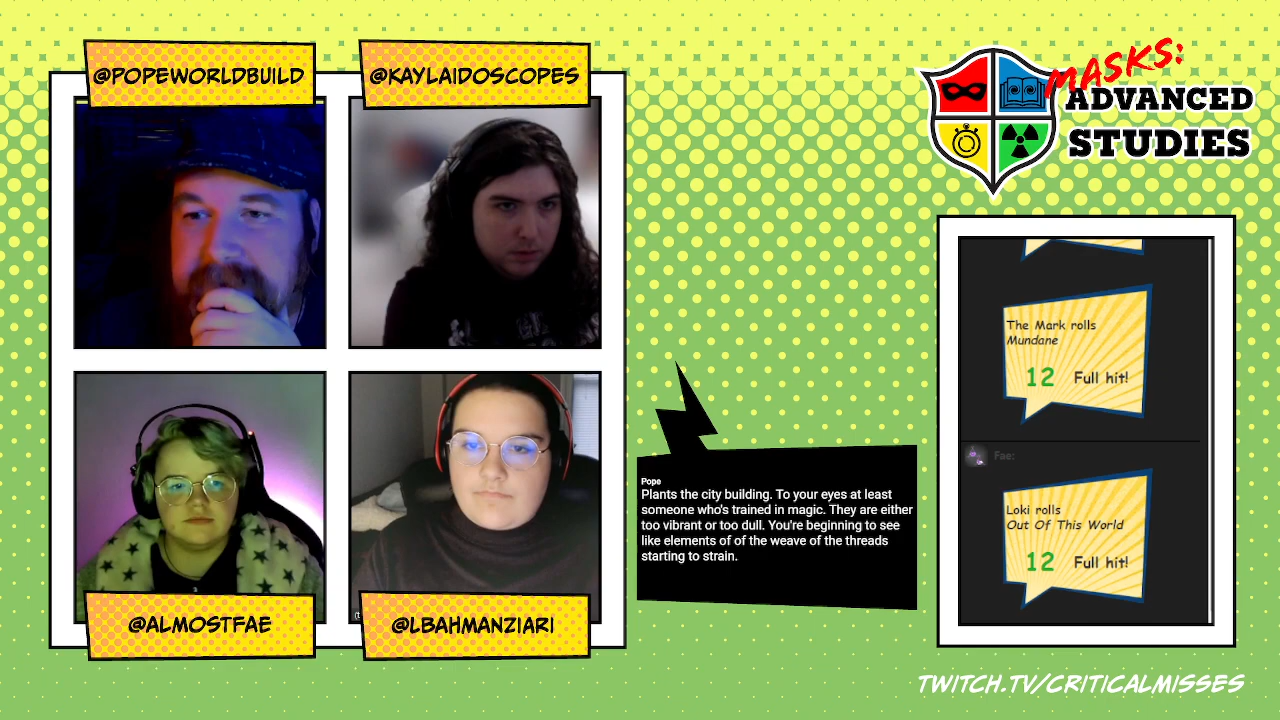 @POPEWORLDBUILD
@KAYLAIDOSCOPES
MASKS:
ADVANCED
STUDIES
The Mark rolls
Mundane
12 Full hit!
Pope
Plants the city building. To your eyes at least
someone who's trained in magic. They are either
too vibrant or too dull. You're beginning to see
like elements of of the weave of the threads
starting to strain.
Fae:
Loki rolls
Out Of This World
12 Full hit!
@ALMOSTFAE
@LBAHMANZIARI
TWITCH.TV/CRITICALMISSES